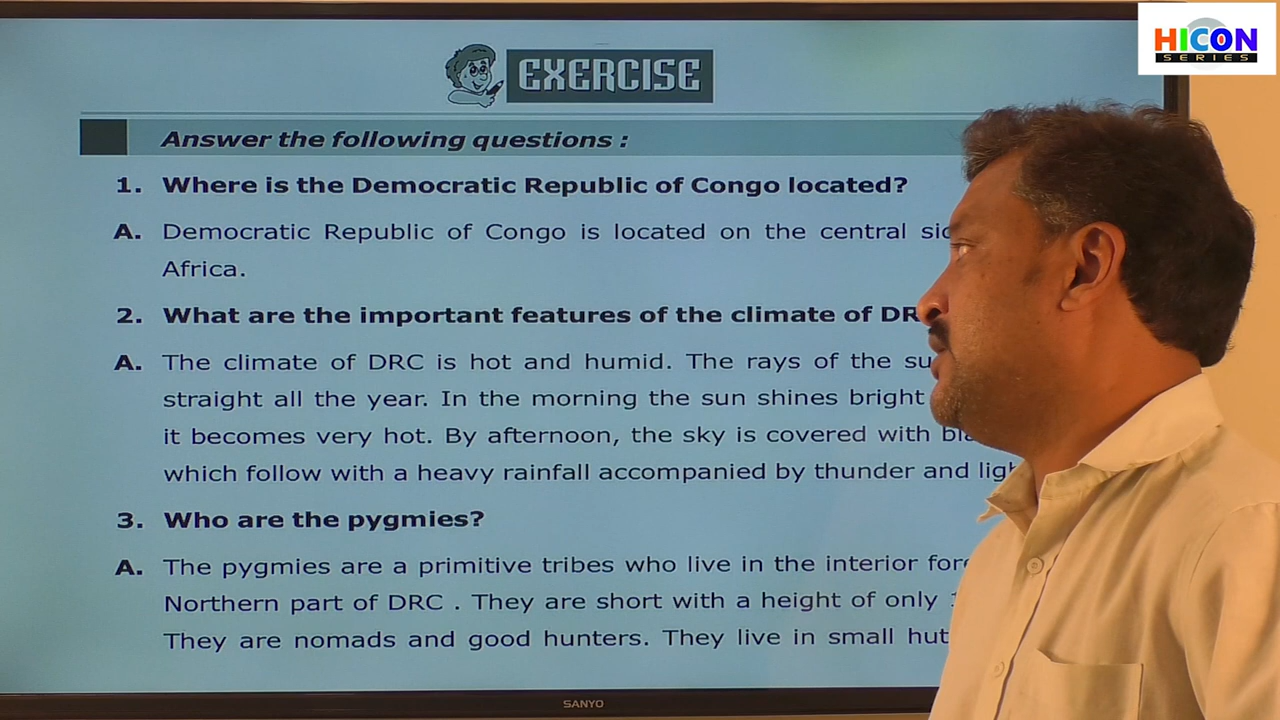 HICON
SERIES
EXERCISE
Answer the following questions :
1. Where is the Democratic Republic of Congo located?
A. Democratic Republic of Congo is located on the central
Africa.
2. What are the important features of the climate of
A. The climate of DRC is hot and humid. The rays of the
straight all the year. In the morning the sun shines bright
it becomes very hot. By afternoon, the sky is covered with
which follow with a heavy rainfall accompanied by thunder and
3. Who are the pygmies?
A. The pygmies are a primitive tribes who live in the interior
Northern part of DRC . They are short with a height of only
They are nomads and good hunters. They live in small
SANYO